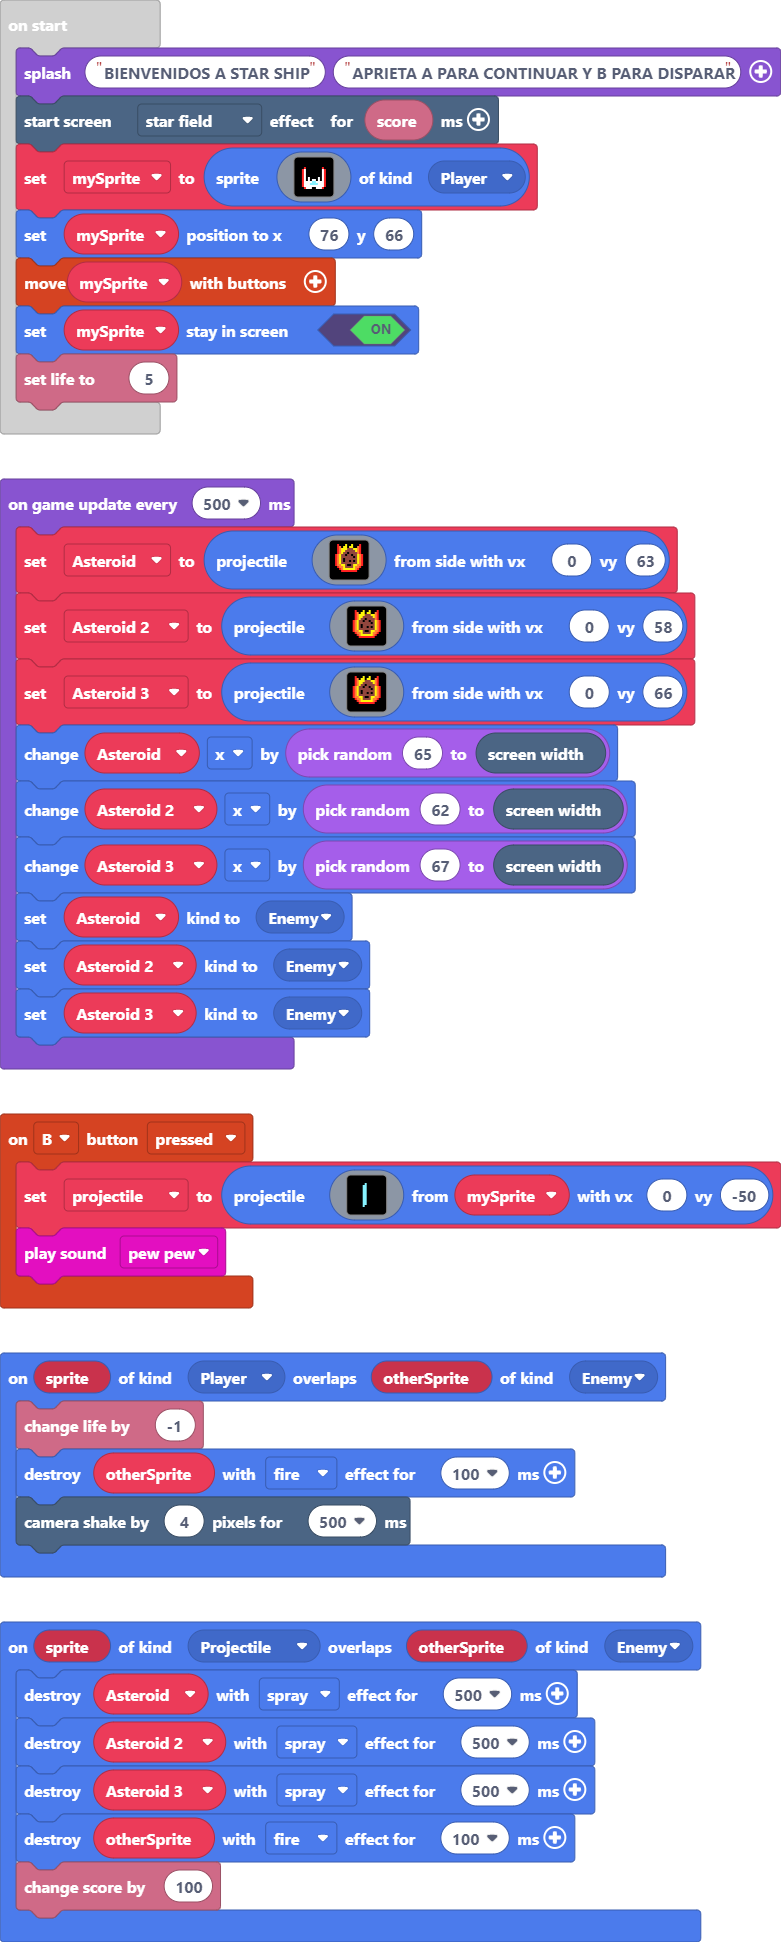 on start
splash "BIENVENIDOS A STAR SHIP" "APRIETA A PARA CONTINUAR Y B PARA DISPARAR"
start screen star field effect for score ms
set mySprite to sprite of kind Player
set mySprite position to x 76 y 66
move mySprite with buttons
set mySprite stay in screen ON
set life to 5
on game update every 500 ms
set Asteroid to projectile from side with vx 0 vy 63
set Asteroid 2 to projectile from side with vx 0 vy 58
set Asteroid 3 to projectile from side with vx 0 vy 66
change Asteroid x by pick random 65 to screen width
change Asteroid 2 x by pick random 62 to screen width
change Asteroid 3 x by pick random 67 to screen width
set Asteroid kind to Enemy
set Asteroid 2 kind to Enemy
set Asteroid 3 kind to Enemy
on B button pressed
set projectile to projectile from mySprite with vx 0 vy -50
play sound pew pew
on sprite of kind Player overlaps otherSprite of kind Enemy
change life by -1
destroy otherSprite with fire effect for 100 ms
camera shake by 4 pixels for 500 ms
on sprite of kind Projectile overlaps otherSprite of kind Enemy
destroy Asteroid with spray effect for 500 ms
destroy Asteroid 2 with spray effect for 500 ms
destroy Asteroid 3 with spray effect for 500 ms
destroy otherSprite with fire effect for 100 ms
change score by 100